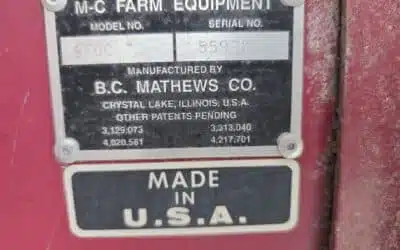 M-C FARM EQUIPMENT
MODEL NO. SERIAL NO.
MANUFACTURED BY
B.C. MATHEWS CO.
CRYSTAL LAKE, ILLINOIS, U.S.A.
OTHER PATENTS PENDING
3,129,073 3,313,040
4,020,561 4,217,701
MADE
IN
U.S.A.